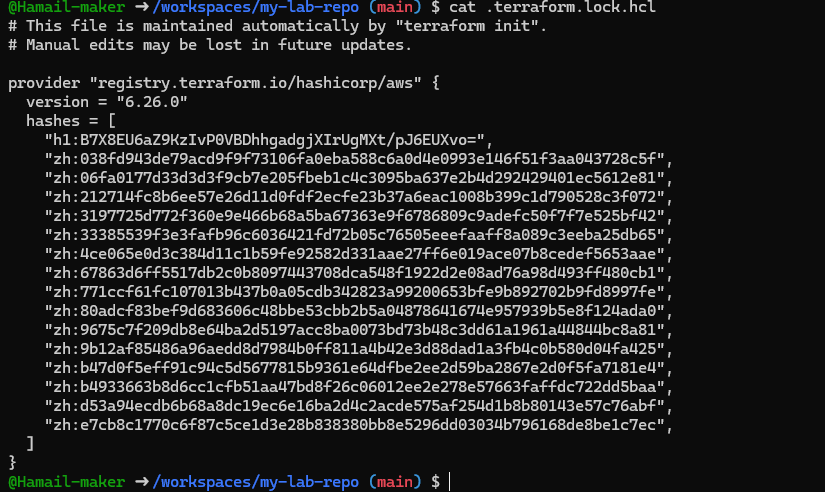 @Hamail-maker ➜/workspaces/my-lab-repo (main) $ cat .terraform.lock.hcl
# This file is maintained automatically by "terraform init".
# Manual edits may be lost in future updates.

provider "registry.terraform.io/hashicorp/aws" {
  version = "6.26.0"
  hashes = [
    "h1:B7X8EU6aZ9KzIvP0VBDhhgadgjXIrUgMXt/pJ6EUXvo=",
    "zh:038fd943de79acd9f9f73106fa0eba588c6a0d4e0993e146f51f3aa043728c5f",
    "zh:06fa0177d33d3d3f9cb7e205fbeb1c4c3095ba637e2b4d292429401ec5612e81",
    "zh:212714fc8b6ee57e26d11d0fdf2ecfe23b37a6eac1008b399c1d790528c3f072",
    "zh:3197725d772f360e9e466b68a5ba67363e9f6786809c9adefc50f7f7e525bf42",
    "zh:33385539f3e3fafb96c6036421fd72b05c76505eeefaaff8a089c3eeba25db65",
    "zh:4ce065e0d3c384d11c1b59fe92582d331aae27ff6e019ace07b8cedef5653aae",
    "zh:67863d6ff5517db2c0b8097443708dca548f1922d2e08ad76a98d493ff480cb1",
    "zh:771ccf61fc107013b437b0a05cdb342823a99200653bfe9b892702b9fd8997fe",
    "zh:80adcf83bef9d683606c48bbe53cbb2b5a04878641674e957939b5e8f124ada0",
    "zh:9675c7f209db8e64ba2d5197acc8ba0073bd73b48c3dd61a1961a44844bc8a81",
    "zh:9b12af85486a96aedd8d7984b0ff811a4b42e3d88dad1a3fb4c0b580d04fa425",
    "zh:b47d0f5eff91c94c5d5677815b9361e64dfbe2ee2d59ba2867e2d0f5fa7181e4",
    "zh:b4933663b8d6cc1cfb51aa47bd8f26c06012ee2e278e57663faffdc722dd5baa",
    "zh:d53a94ecdb6b68a8dc19ec6e16ba2d4c2acde575af254d1b8b80143e57c76abf",
    "zh:e7cb8c1770c6f87c5ce1d3e28b838380bb8e5296dd03034b796168de8be1c7ec",
  ]
}
@Hamail-maker ➜/workspaces/my-lab-repo (main) $